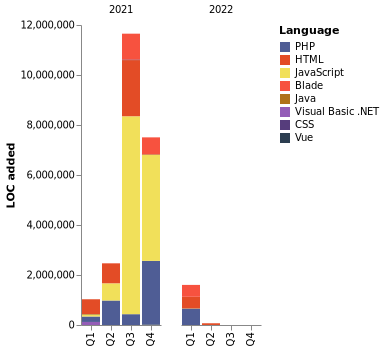 2021 2022
Language
PHP
HTML
JavaScript
Blade
Java
Visual Basic .NET
CSS
Vue
LOC added
12,000,000
10,000,000
8,000,000
6,000,000
4,000,000
2,000,000
0
Q1 Q2 Q3 Q4 Q1 Q2 Q3 Q4